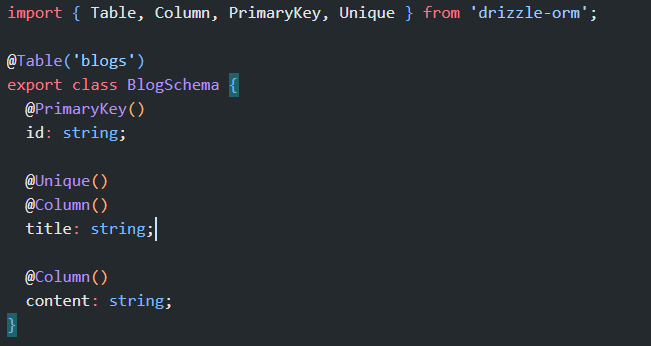 import { Table, Column, PrimaryKey, Unique } from 'drizzle-orm';
@Table('blogs')
export class BlogSchema {
@PrimaryKey()
id: string;
@Unique()
@Column()
title: string;
@Column()
content: string;
}